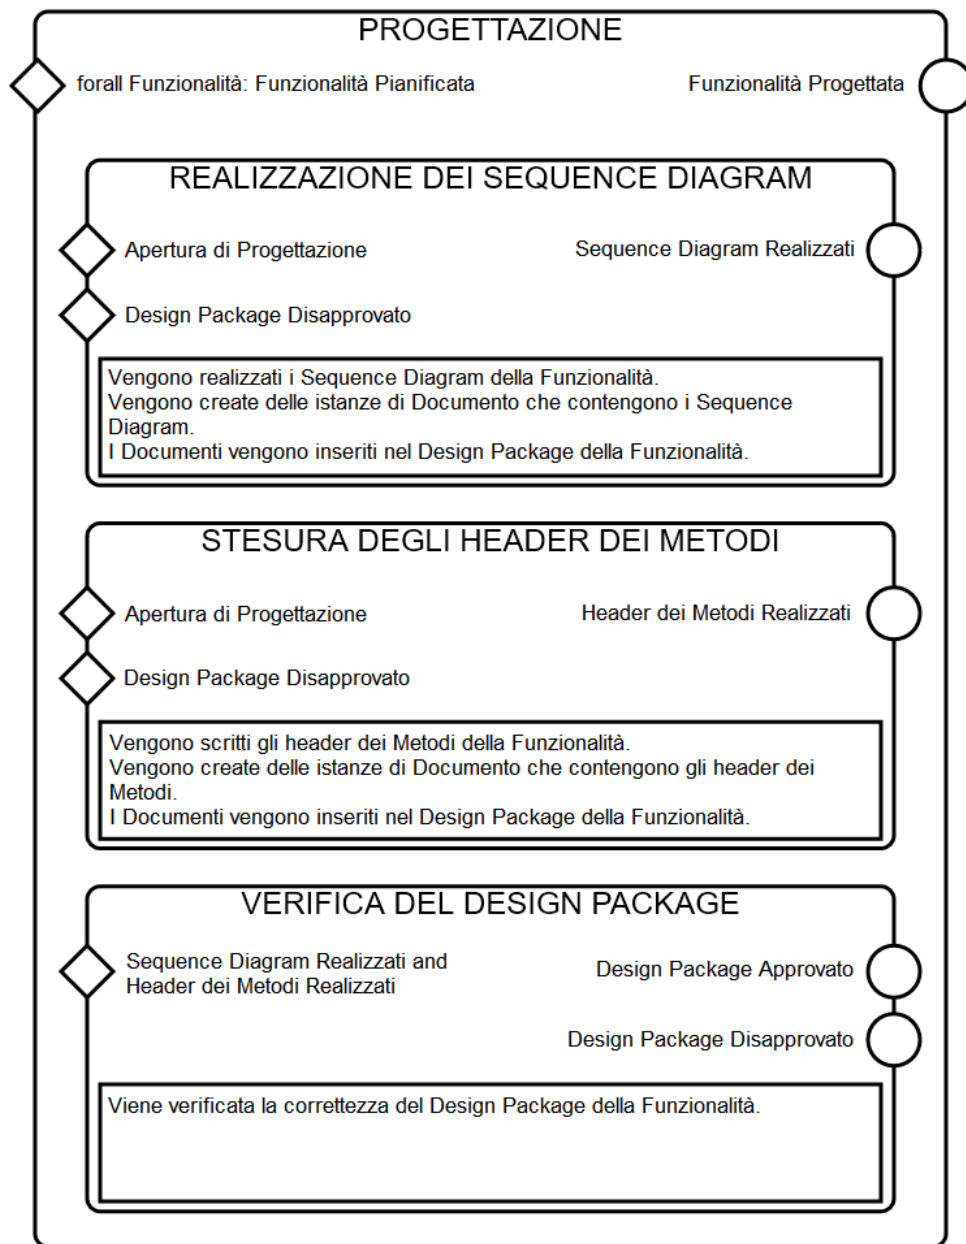 PROGETTAZIONE
forall Funzionalità: Funzionalità Pianificata
Funzionalità Progettata
REALIZZAZIONE DEI SEQUENCE DIAGRAM
Apertura di Progettazione
Sequence Diagram Realizzati
Design Package Disapprovato
Vengono realizzati i Sequence Diagram della Funzionalità.
Vengono create delle istanze di Documento che contengono i Sequence
Diagram.
I Documenti vengono inseriti nel Design Package della Funzionalità.
STESURA DEGLI HEADER DEI METODI
Apertura di Progettazione
Header dei Metodi Realizzati
Design Package Disapprovato
Vengono scritti gli header dei Metodi della Funzionalità.
Vengono create delle istanze di Documento che contengono gli header dei
Metodi.
I Documenti vengono inseriti nel Design Package della Funzionalità.
VERIFICA DEL DESIGN PACKAGE
Sequence Diagram Realizzati and
Header dei Metodi Realizzati
Design Package Approvato
Design Package Disapprovato
Viene verificata la correttezza del Design Package della Funzionalità.